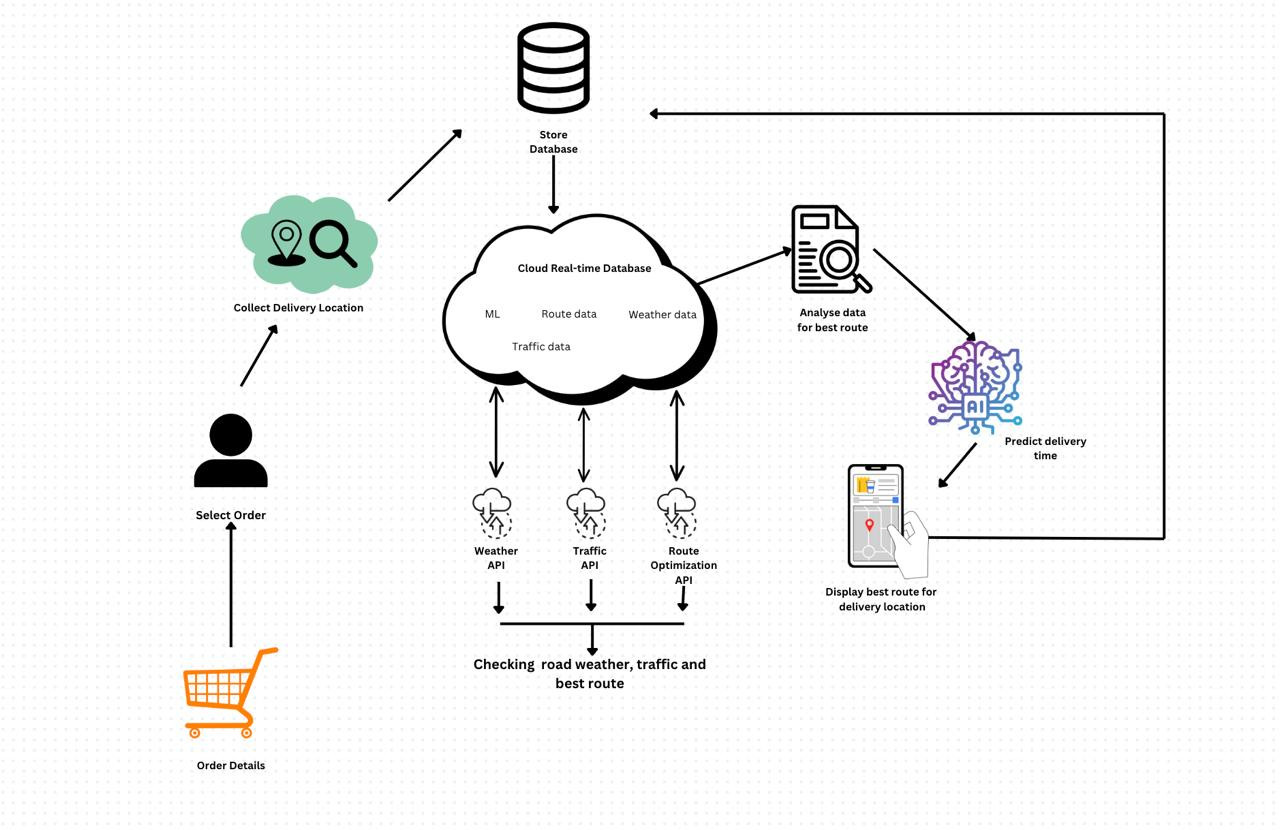 Store
Database
Collect Delivery Location
Cloud Real-time Database
ML
Route data
Weather data
Traffic data
Analyse data
for best route
AI
Predict delivery
time
Select Order
Weather
API
Traffic
API
Route
Optimization
API
Display best route for
delivery location
Checking road weather, traffic and
best route
Order Details